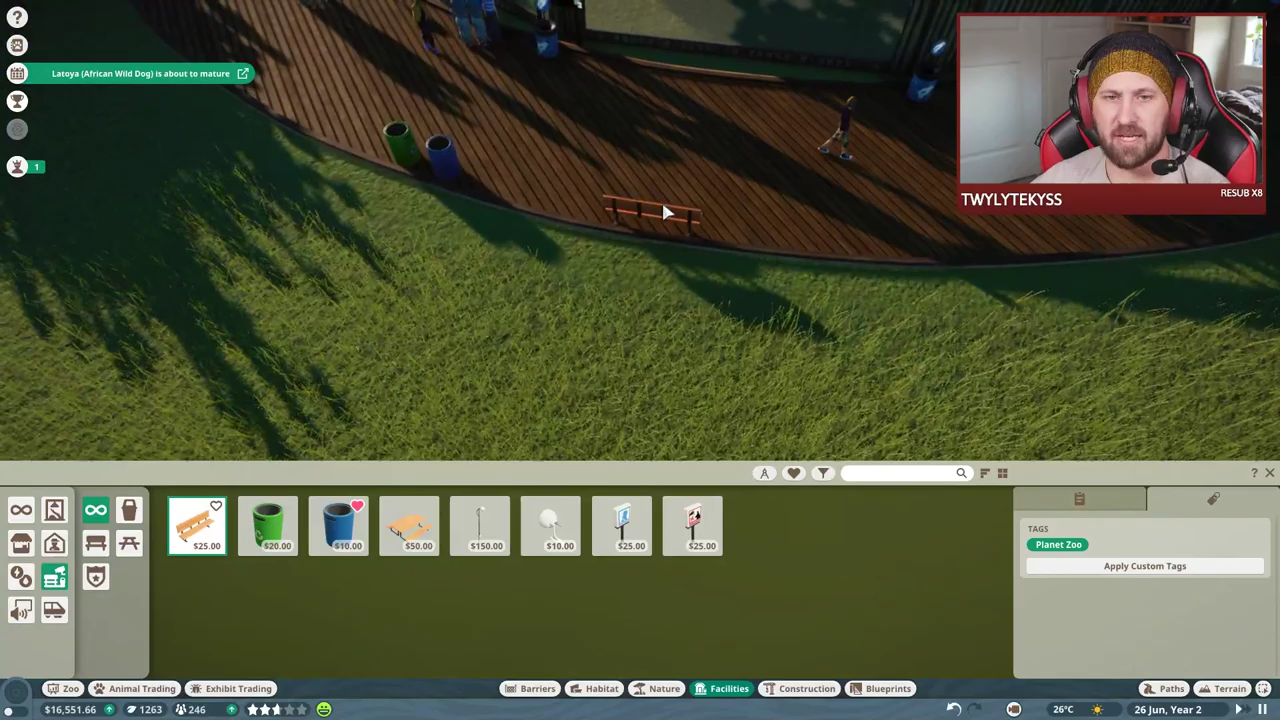 ?
Latoya (African Wild Dog) is about to mature
1
TWYLYTEKYSS
RESUB X8
?
$25.00
$20.00
$10.00
$50.00
$150.00
$10.00
$25.00
$25.00
TAGS
Planet Zoo
Apply Custom Tags
Zoo
Animal Trading
Exhibit Trading
Barriers
Habitat
Nature
Facilities
Construction
Blueprints
Paths
Terrain
$16,551.66
1263
246
26°C
26 Jun, Year 2